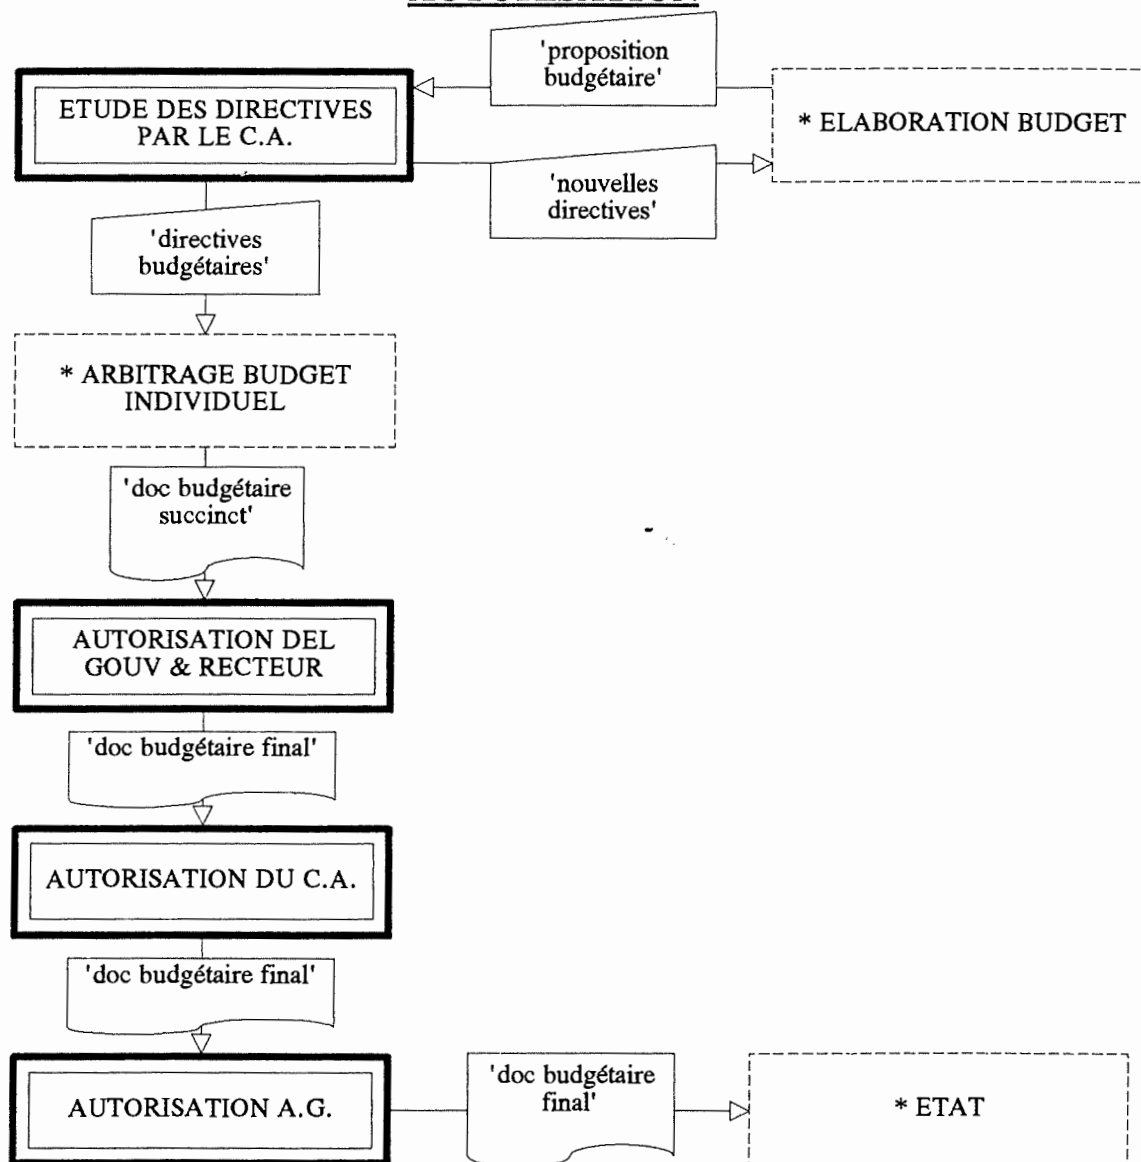 'proposition
budgétaire'
ETUDE DES DIRECTIVES
PAR LE C.A.
* ELABORATION BUDGET
'nouvelles
directives'
'directives
budgétaires'
* ARBITRAGE BUDGET
INDIVIDUEL
'doc budgétaire
succinct'
AUTORISATION DEL
GOUV & RECTEUR
'doc budgétaire final'
AUTORISATION DU C.A.
'doc budgétaire final'
AUTORISATION A.G.
'doc budgétaire
final'
* ETAT